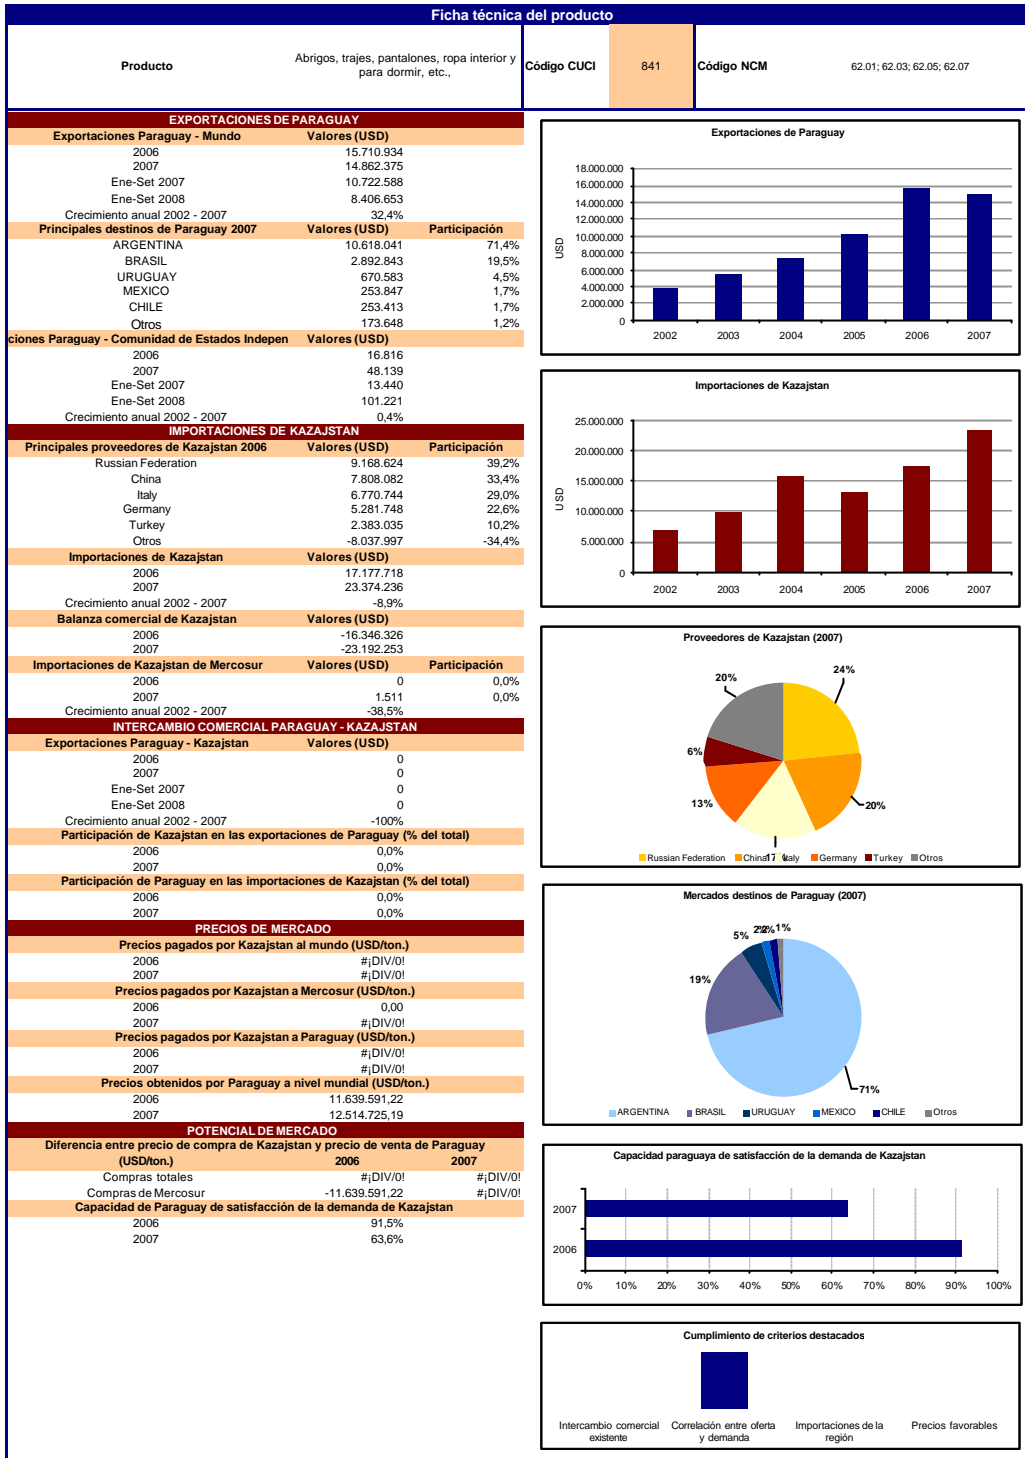 Ficha técnica del producto
Producto Abrigos, trajes, pantalones, ropa interior y para dormir, etc., Código CUCI 841 Código NCM 62.01; 62.03; 62.05; 62.07
EXPORTACIONES DE PARAGUAY
Exportaciones Paraguay - Mundo Valores (USD)
2006 15.710.934
2007 14.862.375
Ene-Set 2007 10.722.588
Ene-Set 2008 8.406.653
Crecimiento anual 2002 - 2007 32,4%
Principales destinos de Paraguay 2007 Valores (USD) Participación
ARGENTINA 10.618.041 71,4%
BRASIL 2.892.843 19,5%
URUGUAY 670.583 4,5%
MEXICO 253.847 1,7%
CHILE 253.413 1,7%
Otros 173.648 1,2%
ciones Paraguay - Comunidad de Estados Indepen Valores (USD)
2006 16.816
2007 48.139
Ene-Set 2007 13.440
Ene-Set 2008 101.221
Crecimiento anual 2002 - 2007 0,4%
IMPORTACIONES DE KAZAJSTAN
Principales proveedores de Kazajstan 2006 Valores (USD) Participación
Russian Federation 9.168.624 39,2%
China 7.808.082 33,4%
Italy 6.770.744 29,0%
Germany 5.281.748 22,6%
Turkey 2.383.035 10,2%
Otros -8.037.997 -34,4%
Importaciones de Kazajstan Valores (USD)
2006 17.177.718
2007 23.374.236
Crecimiento anual 2002 - 2007 -8,9%
Balanza comercial de Kazajstan Valores (USD)
2006 -16.346.326
2007 -23.192.253
Importaciones de Kazajstan de Mercosur Valores (USD) Participación
2006 0 0,0%
2007 1.511 0,0%
Crecimiento anual 2002 - 2007 -38,5%
INTERCAMBIO COMERCIAL PARAGUAY - KAZAJSTAN
Exportaciones Paraguay - Kazajstan Valores (USD)
2006 0
2007 0
Ene-Set 2007 0
Ene-Set 2008 0
Crecimiento anual 2002 - 2007 -100%
Participación de Kazajstan en las exportaciones de Paraguay (% del total)
2006 0,0%
2007 0,0%
Participación de Paraguay en las importaciones de Kazajstan (% del total)
2006 0,0%
2007 0,0%
PRECIOS DE MERCADO
Precios pagados por Kazajstan al mundo (USD/ton.)
2006 #¡DIV/0!
2007 #¡DIV/0!
Precios pagados por Kazajstan a Mercosur (USD/ton.)
2006 0,00
2007 #¡DIV/0!
Precios pagados por Kazajstan a Paraguay (USD/ton.)
2006 #¡DIV/0!
2007 #¡DIV/0!
Precios obtenidos por Paraguay a nivel mundial (USD/ton.)
2006 11.639.591,22
2007 12.514.725,19
POTENCIAL DE MERCADO
Diferencia entre precio de compra de Kazajstan y precio de venta de Paraguay
(USD/ton.) 2006 2007
Compras totales #¡DIV/0! #¡DIV/0!
Compras de Mercosur -11.639.591,22 #¡DIV/0!
Capacidad de Paraguay de satisfacción de la demanda de Kazajstan
2006 91,5%
2007 63,6%
Exportaciones de Paraguay
USD
18.000.000
16.000.000
14.000.000
12.000.000
10.000.000
8.000.000
6.000.000
4.000.000
2.000.000
0
2002 2003 2004 2005 2006 2007
Importaciones de Kazajstan
USD
25.000.000
20.000.000
15.000.000
10.000.000
5.000.000
0
2002 2003 2004 2005 2006 2007
Proveedores de Kazajstan (2007)
24%
20%
17%
13%
6%
20%
Russian Federation China Italy Germany Turkey Otros
Mercados destinos de Paraguay (2007)
5% 2% 2% 1%
19%
71%
ARGENTINA BRASIL URUGUAY MEXICO CHILE Otros
Capacidad paraguaya de satisfacción de la demanda de Kazajstan
2007
2006
0% 10% 20% 30% 40% 50% 60% 70% 80% 90% 100%
Cumplimiento de criterios destacados
Intercambio comercial existente
Correlación entre oferta y demanda
Importaciones de la región
Precios favorables